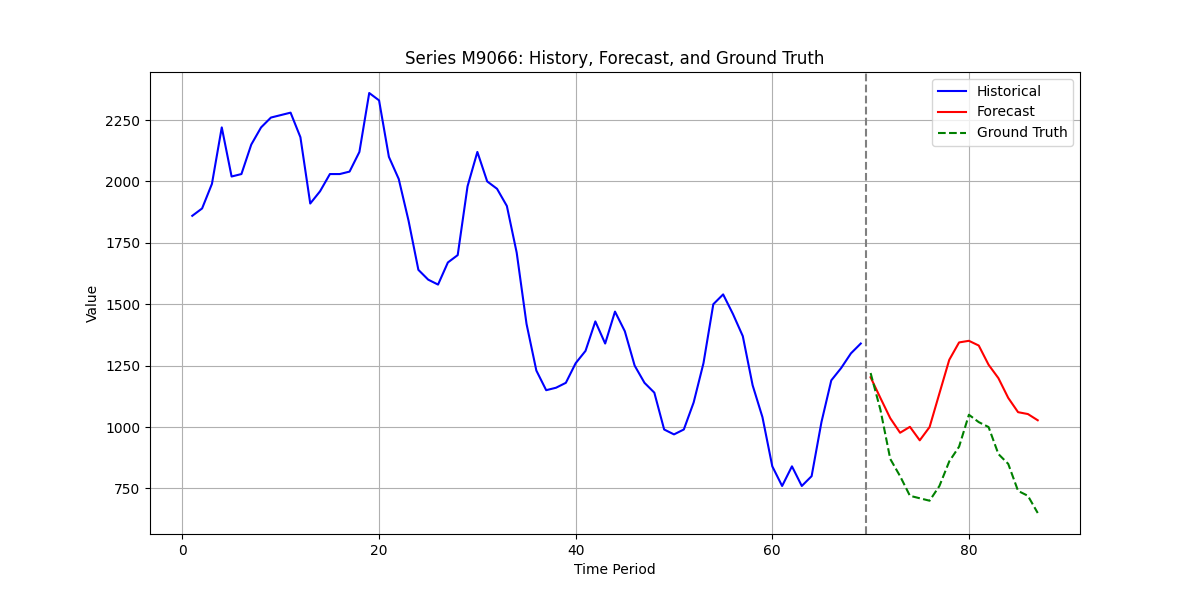 Series M9066: History, Forecast, and Ground Truth
Historical
Forecast
Ground Truth
Value
2250
2000
1750
1500
1250
1000
750
0 20 40 60 80
Time Period